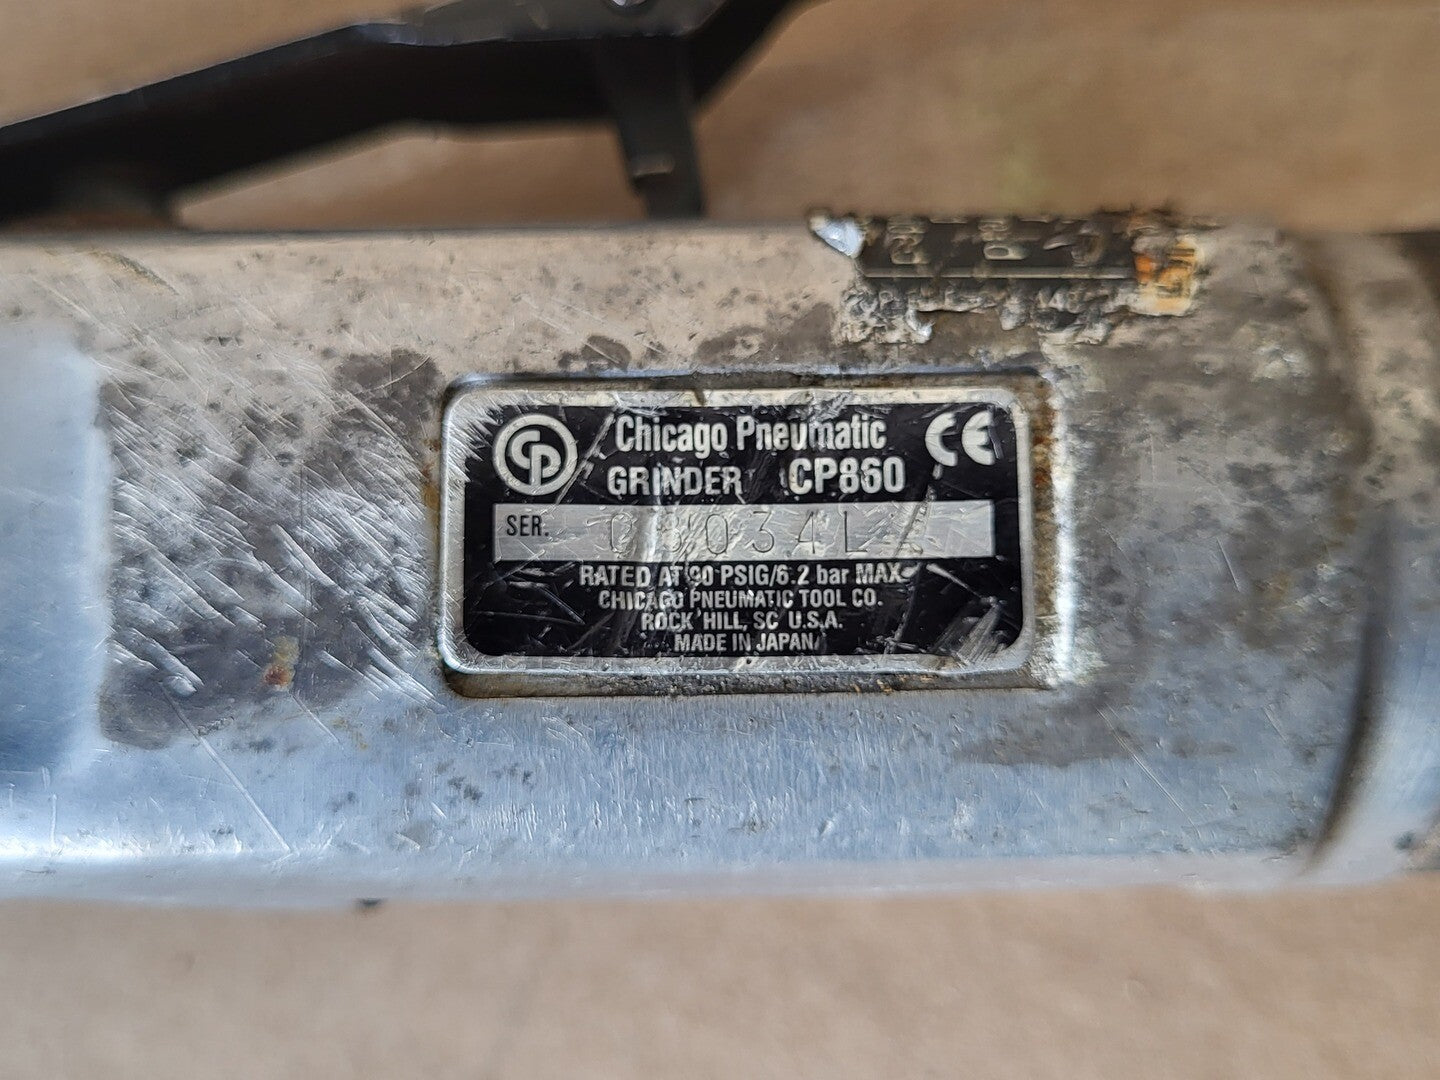 CP Chicago Pneumatic CE
GRINDER CP860
SER.
RATED AT 90 PSIG/6.2 bar MAX
CHICAGO PNEUMATIC TOOL CO.
ROCK HILL, SC U.S.A.
MADE IN JAPAN